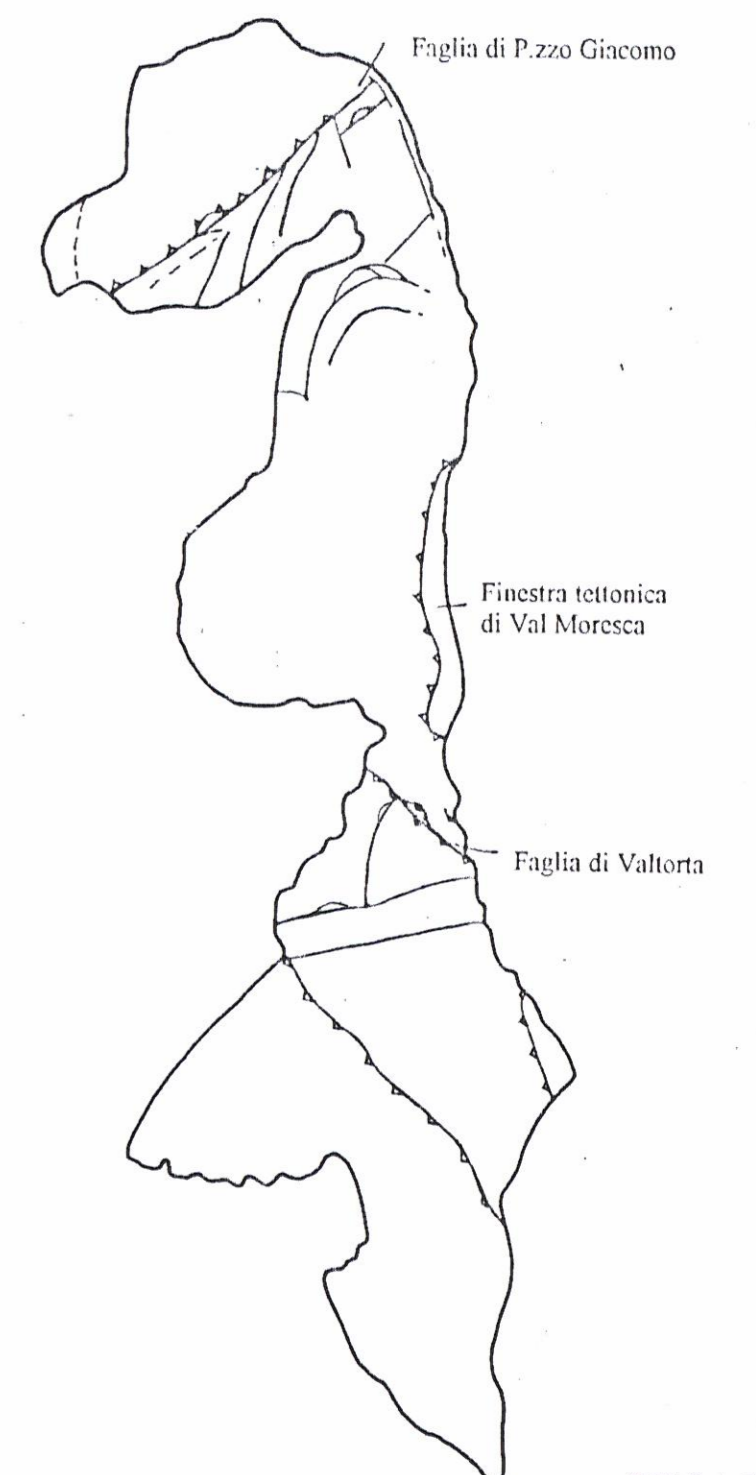 Faglia di P.zzo Giacomo
Finestra tettonica
di Val Moresca
Faglia di Valtorta